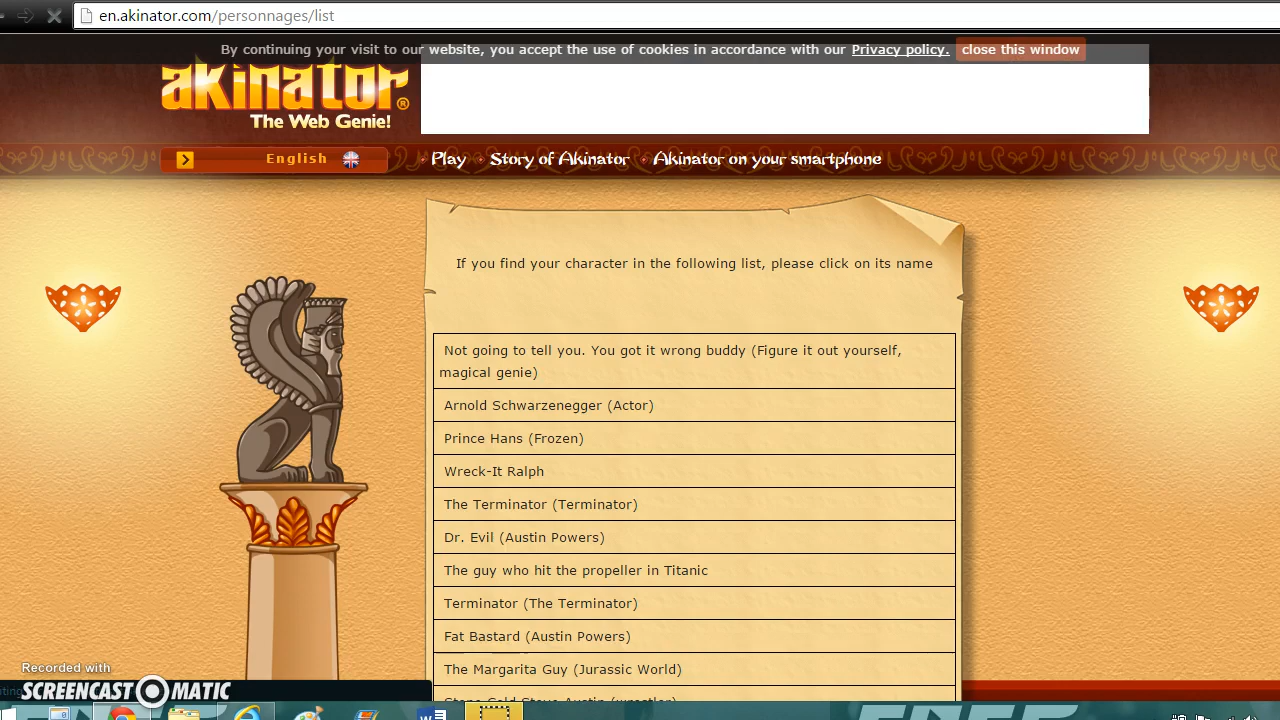 en.akinator.com/personnages/list
By continuing your visit to our website, you accept the use of cookies in accordance with our Privacy policy. close this window
akinator®
The Web Genie!
English
Play
Story of Akinator
Akinator on your smartphone
If you find your character in the following list, please click on its name
Not going to tell you. You got it wrong buddy (Figure it out yourself,
magical genie)
Arnold Schwarzenegger (Actor)
Prince Hans (Frozen)
Wreck-It Ralph
The Terminator (Terminator)
Dr. Evil (Austin Powers)
The guy who hit the propeller in Titanic
Terminator (The Terminator)
Fat Bastard (Austin Powers)
The Margarita Guy (Jurassic World)
Stone Cold Steve Austin (wrestler)
Recorded with
SCREENCAST-O-MATIC